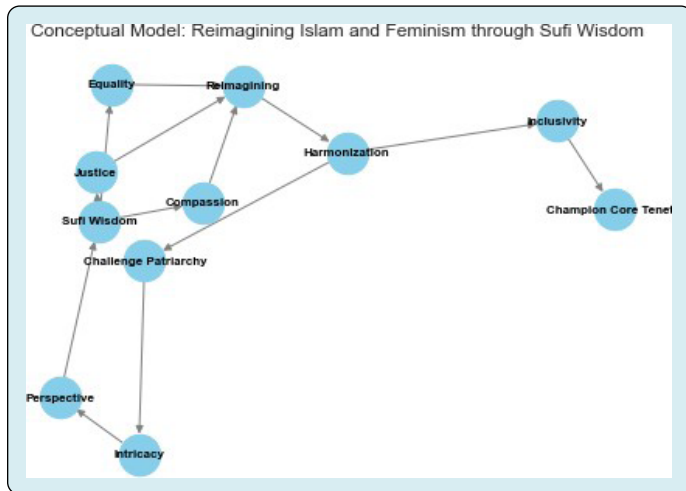 Conceptual Model: Reimagining Islam and Feminism through Sufi Wisdom
Equality
Reimagining
Inclusivity
Harmonization
Justice
Compassion
Champion Core Tenet
Sufi Wisdom
Challenge Patriarchy
Perspective
Intricacy